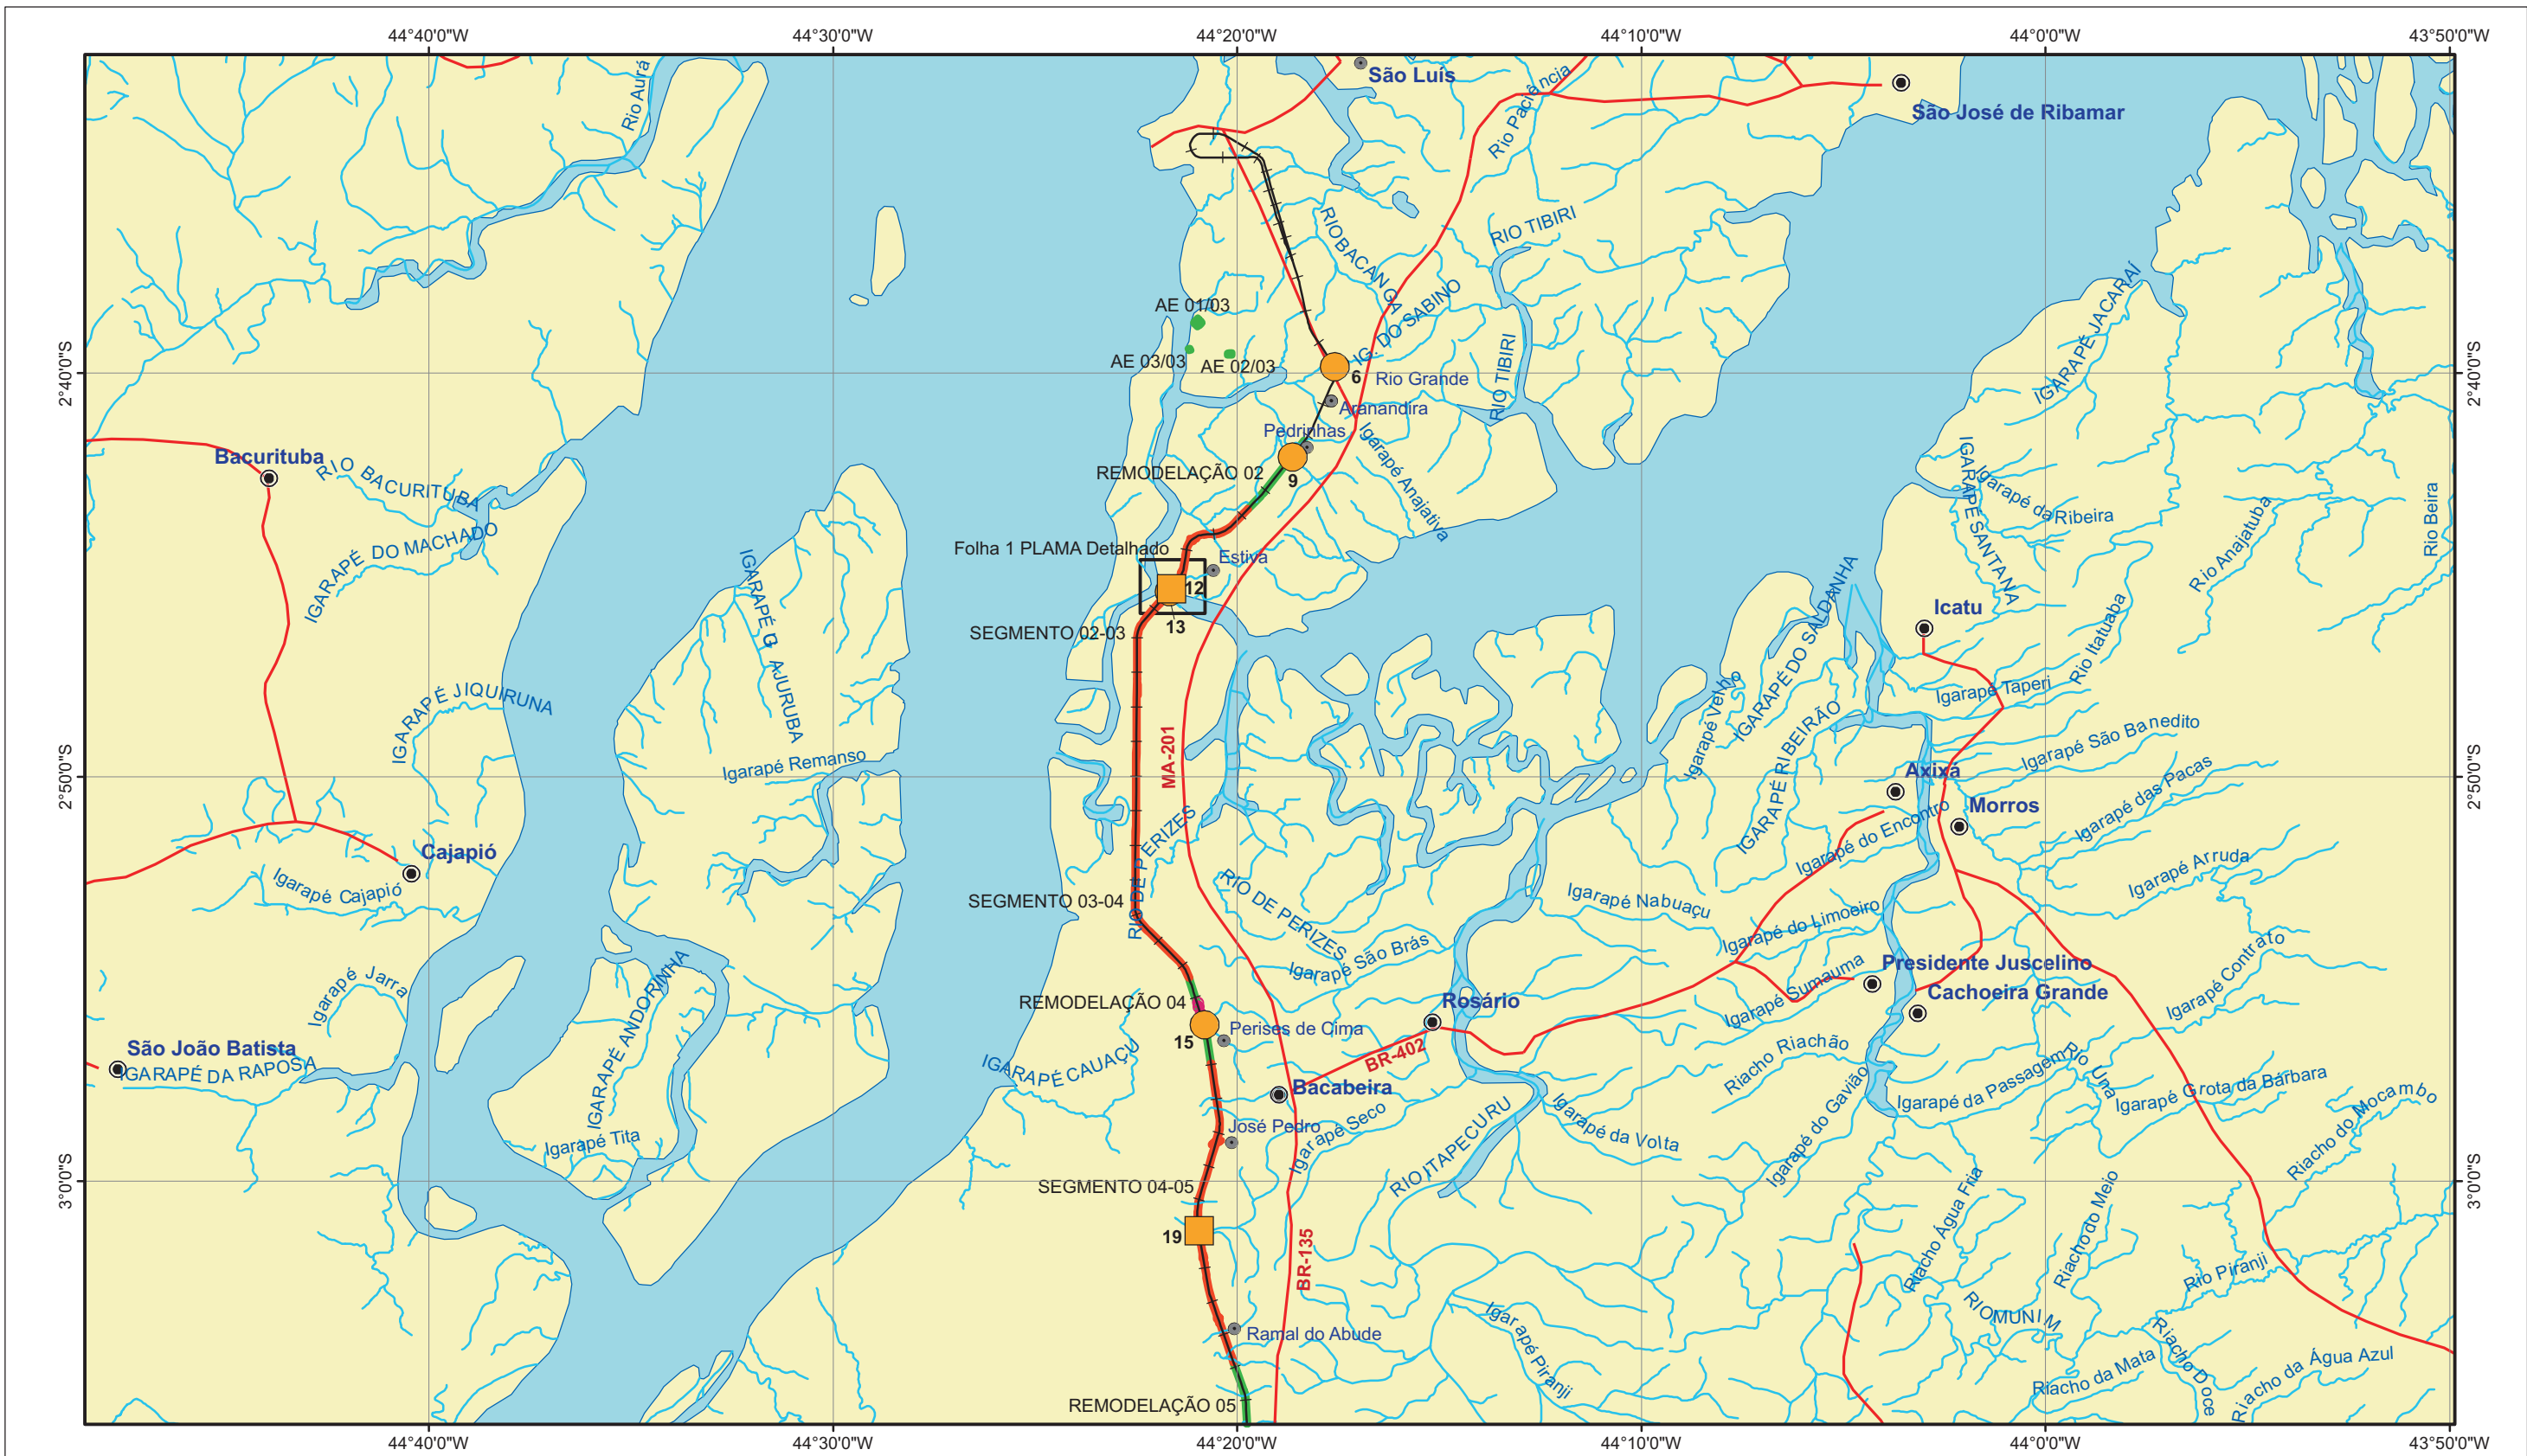 44°40'0"W
44°30'0"W
44°20'0"W
44°10'0"W
44°0'0"W
43°50'0"W
Rio Aurá
São Luís
Rio Paciência
São José de Ribamar
RIO BACANGA
RIO TIBIRI
IG. DO SABINO
IGARAPÉ JACARAÍ
AE 01/03
AE 03/03
AE 02/03
2°40'0"S
2°40'0"S
6
Rio Grande
RIO TIBIRI
Aranandira
Pedrinhas
Igarapé Anajativa
Bacurituba
RIO BACURITUBA
REMODELAÇÃO 02
9
IGARAPÉ SANTANA
Igarapé da Ribeira
Rio Anajatuba
Rio Beira
IGARAPÉ DO MACHADO
Folha 1 PLAMA Detalhado
Estiva
12
13
IGARAPÉ G AJURUBA
IGARAPÉ DO SALDANHA
Icatu
Rio Itatuaba
SEGMENTO 02-03
IGARAPÉ JIQUIRUNA
Igarapé Velho
Igarapé Taperi
IGARAPÉ RIBEIRÃO
Igarapé São Banedito
MA-201
Igarapé Remanso
2°50'0"S
2°50'0"S
Axixá
Igarapé das Pacas
Morros
Igarapé do Encontro
RIO DE PERIZES
Cajapió
Igarapé Cajapió
Igarapé Arruda
SEGMENTO 03-04
RIO DE PERIZES
Igarapé Nabuaçu
Igarapé do Limoeiro
Igarapé São Brás
Igarapé Contrato
Igarapé Jarra
IGARAPÉ ANDORINHA
Igarapé Sumauma
Presidente Juscelino
Cachoeira Grande
REMODELAÇÃO 04
Rosário
Perises de Çima
15
São João Batista
IGARAPÉ DA RAPOSA
IGARAPÉ CAUAÇU
BR-402
Riacho Riachão
Bacabeira
Igarapé da Passagem
Rio Una
Igarapé Grota da Bárbara
Riacho do Mocambo
José Pedro
Igarapé Seco
RIO ITAPECURU
Igarapé da Volta
Igarapé do Gavião
Igarapé Tita
3°0'0"S
3°0'0"S
SEGMENTO 04-05
19
BR-135
Riacho Água Fria
Riacho do Meio
Rio Piranji
Ramal do Abude
Igarapé Piranji
RIO MUNIM
Riacho da Mata
Riacho Doce
Riacho da Água Azul
REMODELAÇÃO 05
44°40'0"W
44°30'0"W
44°20'0"W
44°10'0"W
44°0'0"W
43°50'0"W